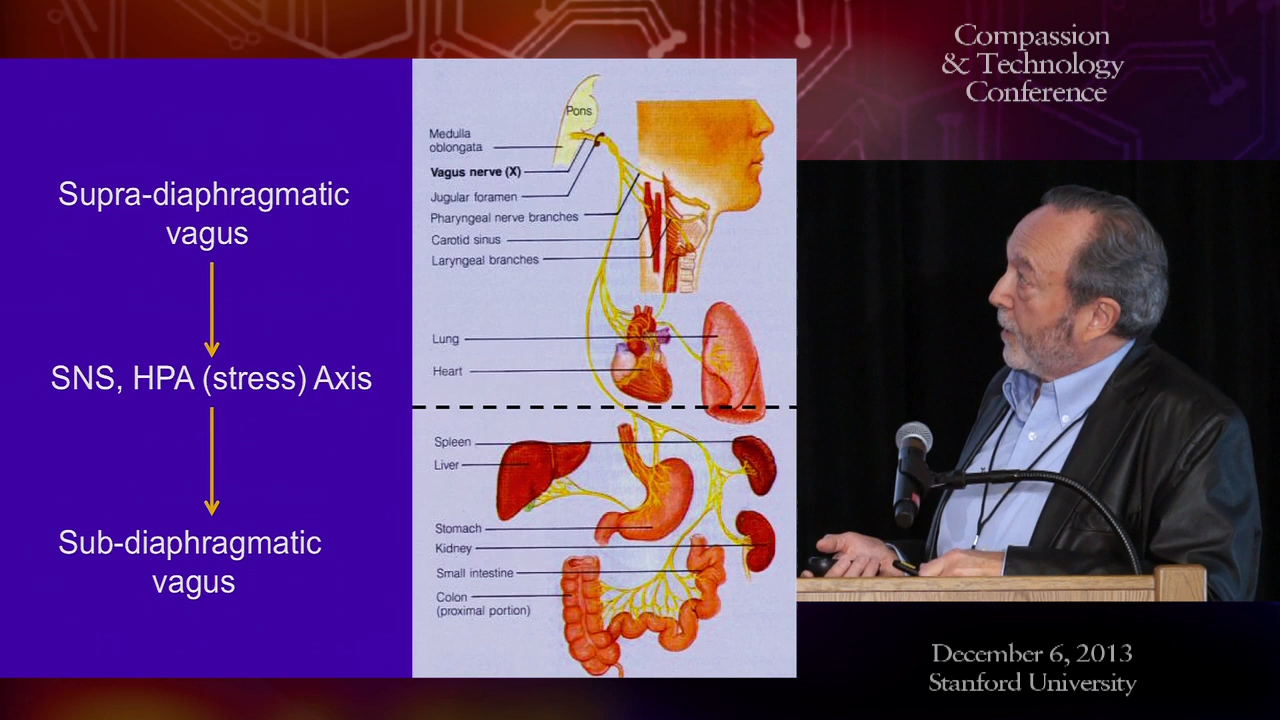 Compassion
& Technology
Conference
Supra-diaphragmatic
vagus
SNS, HPA (stress) Axis
Sub-diaphragmatic
vagus
Pons
Medulla
oblongata
Vagus nerve (X)
Jugular foramen
Pharyngeal nerve branches
Carotid sinus
Laryngeal branches
Lung
Heart
Spleen
Liver
Stomach
Kidney
Small intestine
Colon
(proximal portion)
December 6, 2013
Stanford University